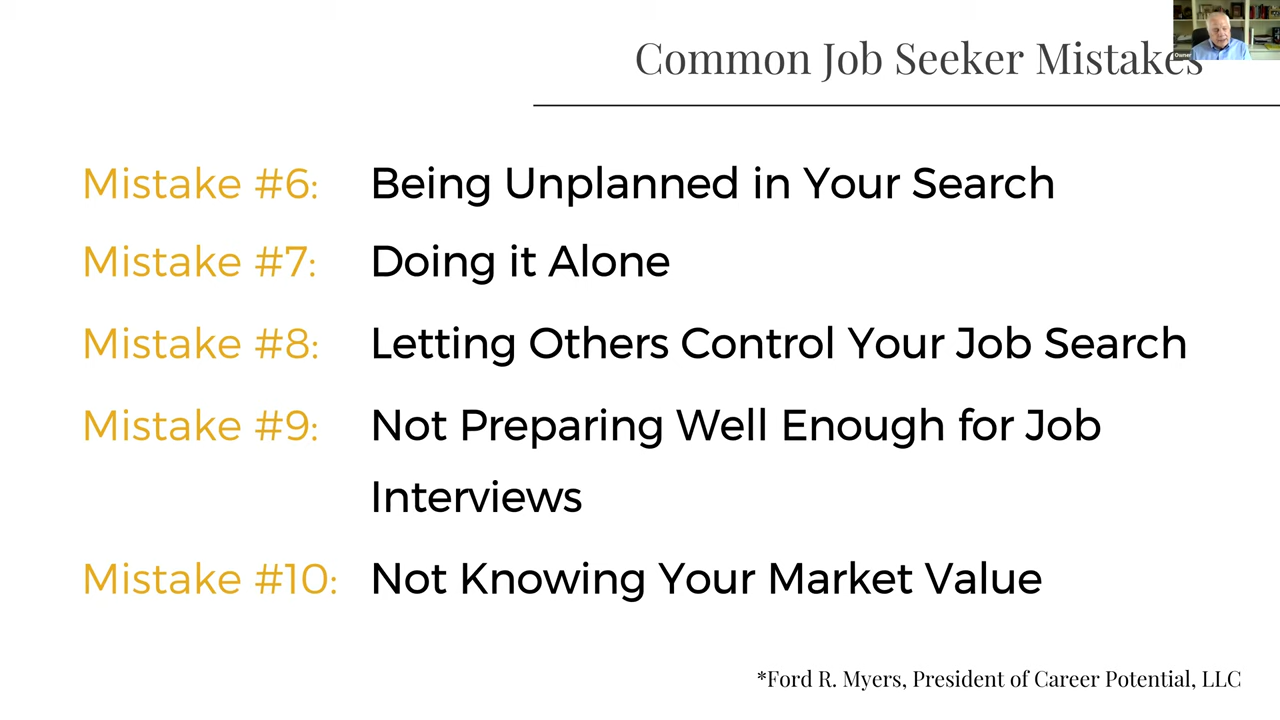 Common Job Seeker Mistakes
Owner
Mistake #6: Being Unplanned in Your Search
Mistake #7: Doing it Alone
Mistake #8: Letting Others Control Your Job Search
Mistake #9: Not Preparing Well Enough for Job
Interviews
Mistake #10: Not Knowing Your Market Value
*Ford R. Myers, President of Career Potential, LLC